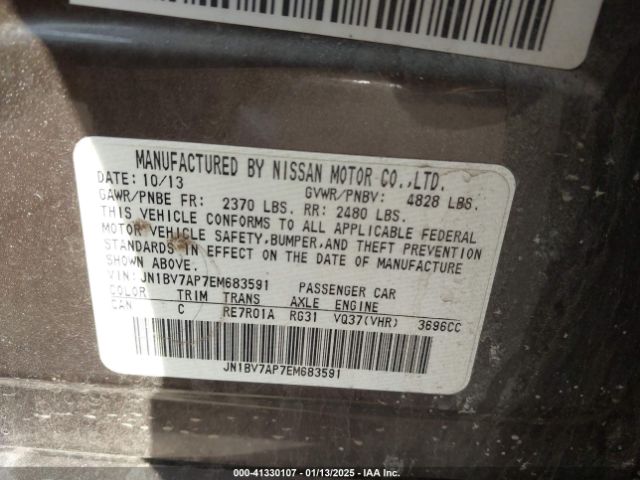 MANUFACTURED BY NISSAN MOTOR CO.,LTD.
DATE: 10/13 GVWR/PNBV: 4828 LBS.
GAWR/PNBE FR: 2370 LBS. RR: 2480 LBS.
THIS VEHICLE CONFORMS TO ALL APPLICABLE FEDERAL
MOTOR VEHICLE SAFETY,BUMPER,AND THEFT PREVENTION
STANDARDS IN EFFECT ON THE DATE OF MANUFACTURE
SHOWN ABOVE.
VIN: JN1BV7AP7EM683591 PASSENGER CAR
COLOR TRIM TRANS AXLE ENGINE
CAN C RE7R01A RG31 VQ37(VHR) 3696CC
JN1BV7AP7EM683591
000-41330107 - 01/13/2025 - IAA Inc.